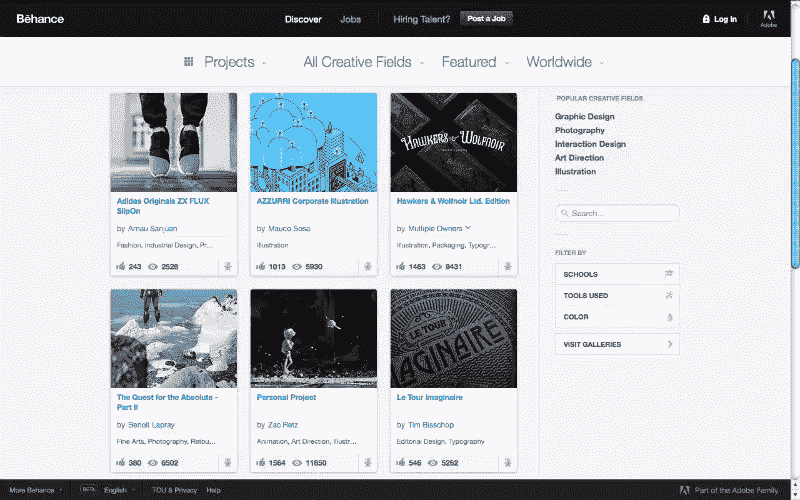 Bēhance
Discover
Jobs
Hiring Talent?
Post a Job
Log In
Adobe
Projects
All Creative Fields
Featured
Worldwide
HAWKERS & WOLFNOIR
Adidas Originals ZX FLUX
SlipOn
by Arnau Sanjuan
Fashion, Industrial Design, Pr...
243 2528
AZZURRI Corporate Illustration
by Mauco Sosa
Illustration
1013 5930
Hawkers & Wolfnoir Ltd. Edition
by Multiple Owners
Illustration, Packaging, Typogr...
1463 9431
LE TOUR
AGINAIRE
The Quest for the Absolute -
Part II
by Benoit Lapray
Fine Arts, Photography, Retou...
380 6502
Personal Project
by Zac Retz
Animation, Art Direction, Illustr...
1564 11650
Le Tour Imaginaire
by Tim Bisschop
Editorial Design, Typography
546 5262
POPULAR CREATIVE FIELDS
Graphic Design
Photography
Interaction Design
Art Direction
Illustration
Search...
FILTER BY
SCHOOLS
TOOLS USED
COLOR
VISIT GALLERIES
More Behance
BETA
English
TOU & Privacy
Help
Part of the Adobe Family